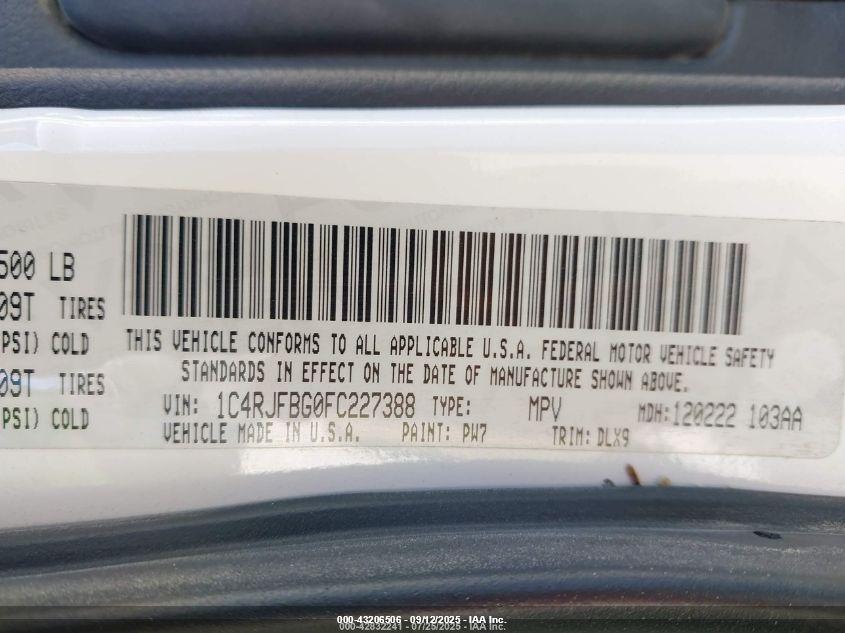 500 LB
09T TIRES
PSI) COLD
09T TIRES
PSI) COLD
THIS VEHICLE CONFORMS TO ALL APPLICABLE U.S.A. FEDERAL MOTOR VEHICLE SAFETY
STANDARDS IN EFFECT ON THE DATE OF MANUFACTURE SHOWN ABOVE.
VIN: 1C4RJFBG0FC227388 TYPE: MPV MDH:120222 103AA
VEHICLE MADE IN U.S.A. PAINT: PW7 TRIM: DLX9
000-43206506 - 09/12/2025 - IAA Inc.
000-42832241 - 07/25/2025 - IAA Inc.